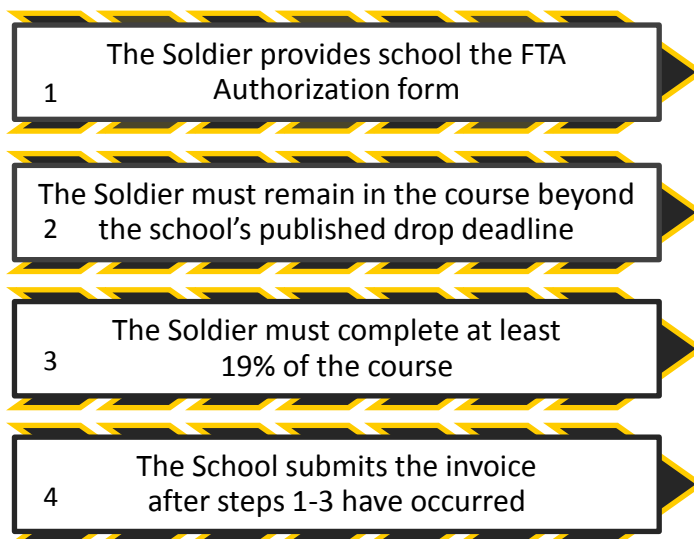 The Soldier provides school the FTA
1 Authorization form
The Soldier must remain in the course beyond
2 the school's published drop deadline
The Soldier must complete at least
3 19% of the course
The School submits the invoice
4 after steps 1-3 have occurred